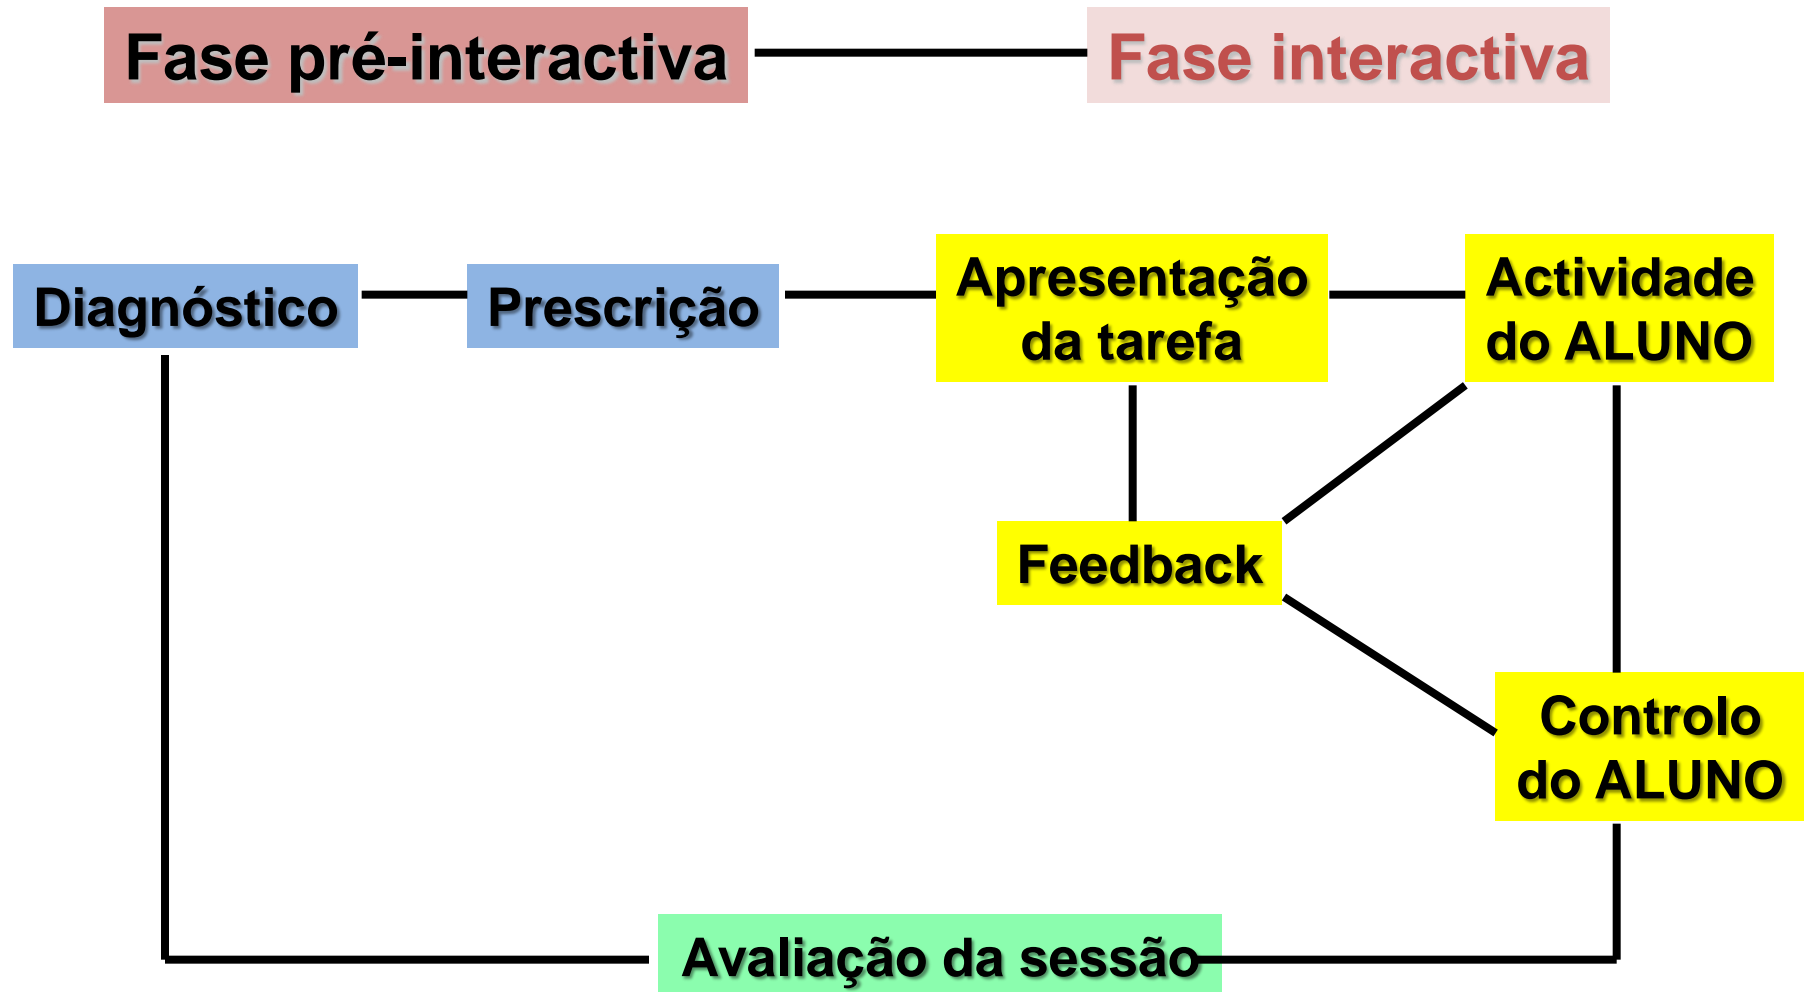 Fase pré-interactiva
Fase interactiva
Diagnóstico
Prescrição
Apresentação
da tarefa
Actividade
do ALUNO
Feedback
Controlo
do ALUNO
Avaliação da sessão